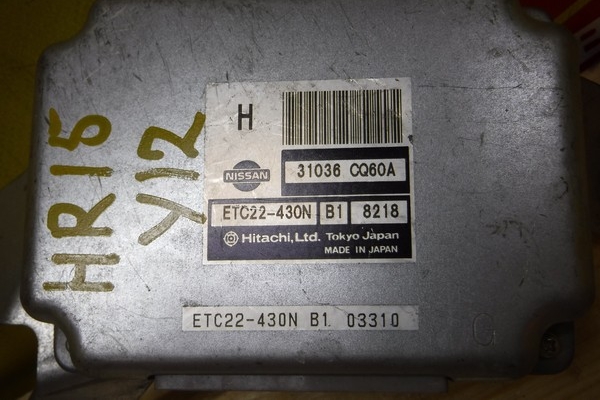 HR15
Y12
H
NISSAN
31036 CQ60A
ETC22-430N B1 8218
Hitachi, Ltd. Tokyo Japan
MADE IN JAPAN
ETC22-430N B1. 03310